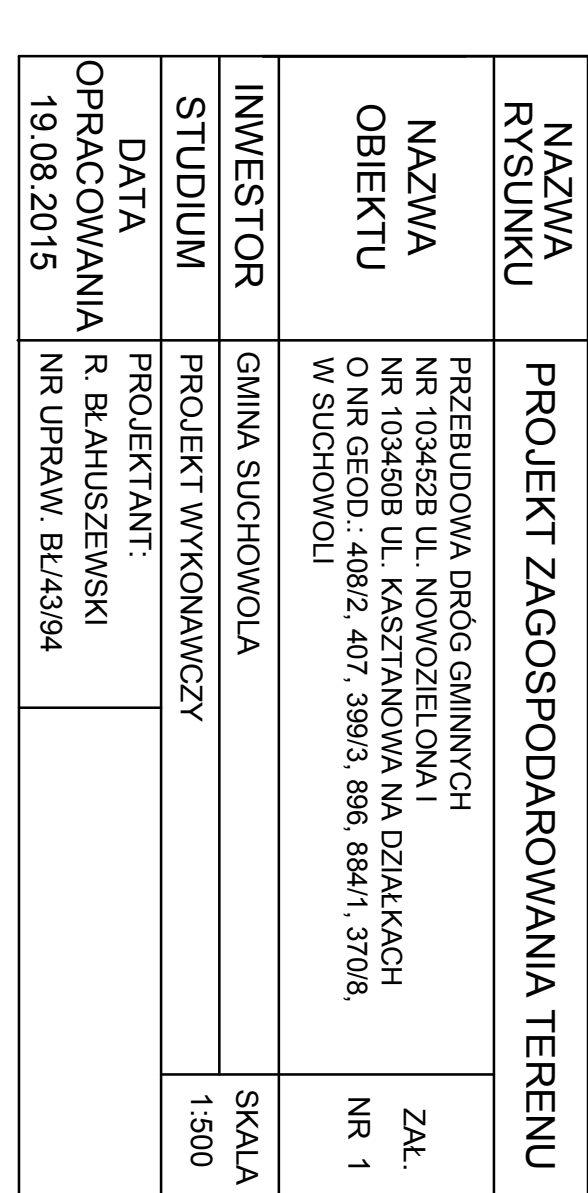 NAZWA
RYSUNKU
PROJEKT ZAGOSPODAROWANIA TERENU
NAZWA
OBIEKTU
PRZEBUDOWA DRÓG GMINNYCH
NR 103452B UL. NOWOZIELONA I
NR 103450B UL. KASZTANOWA NA DZIAŁKACH
O NR GEOD.: 408/2, 407, 399/3, 896, 884/1, 370/8,
W SUCHOWOLI
ZAŁ.
NR 1
INWESTOR
GMINA SUCHOWOLA
SKALA
1:500
STUDIUM
PROJEKT WYKONAWCZY
DATA
OPRACOWANIA
19.08.2015
PROJEKTANT:
R. BŁAHUSZEWSKI
NR UPRAW. BŁ/43/94